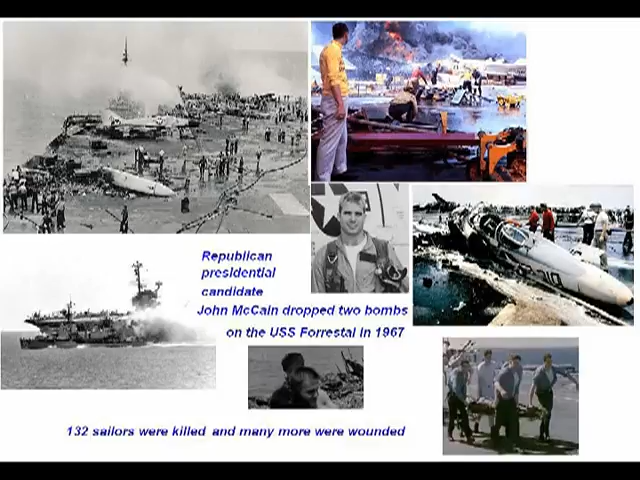 Republican
presidential
candidate
John McCain dropped two bombs
on the USS Forrestal in 1967
132 sailors were killed and many more were wounded
310